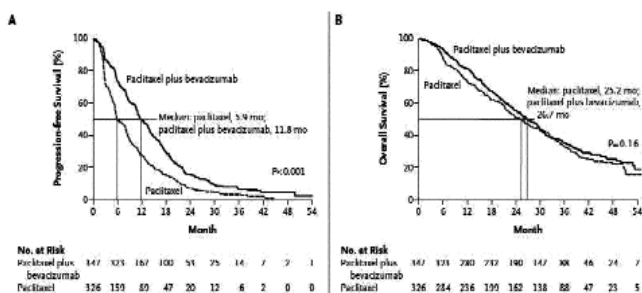 A
Progression-free Survival (%)
100
80
60
40
20
0
Paclitaxel plus bevacizumab
Median: paclitaxel, 5.9 mo;
paclitaxel plus bevacizumab, 11.8 mo
P<0.001
Paclitaxel
0 6 12 18 24 30 36 42 48 54
Month
No. at Risk
Paclitaxel plus 347 323 167 100 53 25 14 7 2 1
bevacizumab
Paclitaxel 326 159 89 47 20 12 6 2 0 0
B
Overall Survival (%)
100
80
60
40
20
0
Paclitaxel plus bevacizumab
Paclitaxel
Median: paclitaxel, 25.2 mo;
paclitaxel plus bevacizumab,
26.7 mo
P=0.16
0 6 12 18 24 30 36 42 48 54
Month
No. at Risk
Paclitaxel plus 347 323 280 232 190 147 88 46 24 7
bevacizumab
Paclitaxel 326 284 236 199 162 138 88 47 23